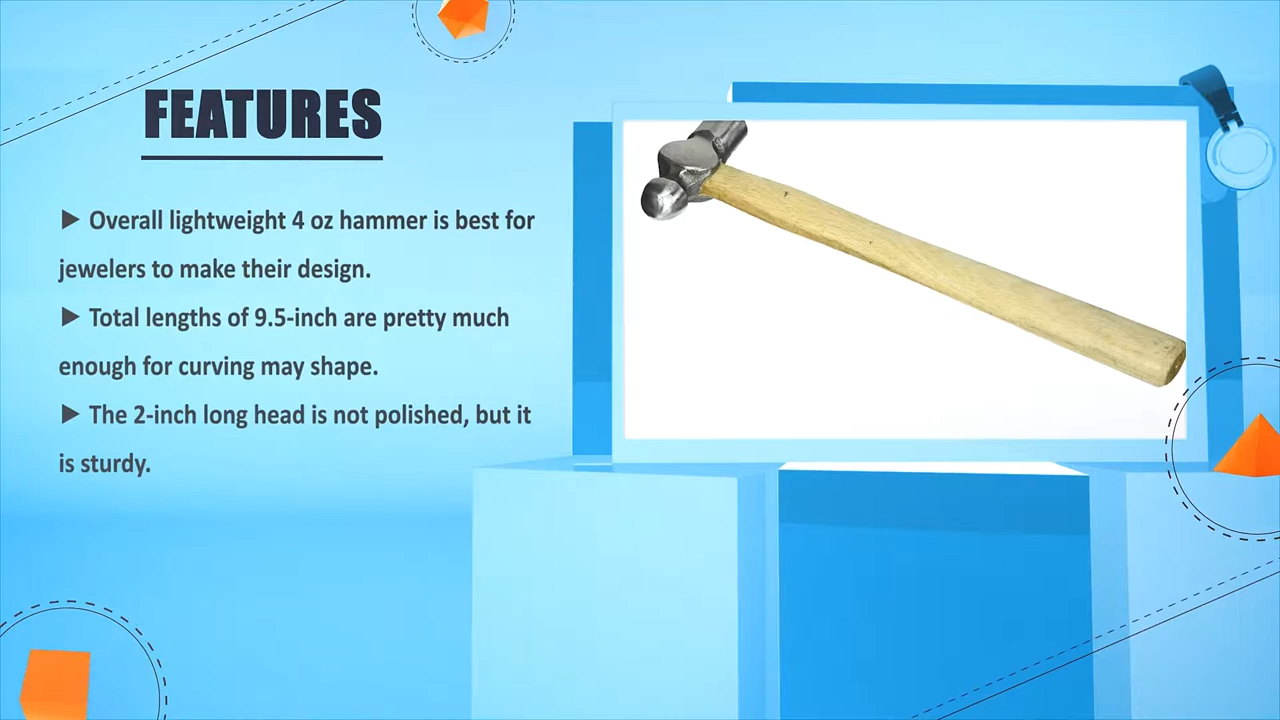 FEATURES
▶ Overall lightweight 4 oz hammer is best for
jewelers to make their design.
▶ Total lengths of 9.5-inch are pretty much
enough for curving may shape.
▶ The 2-inch long head is not polished, but it
is sturdy.